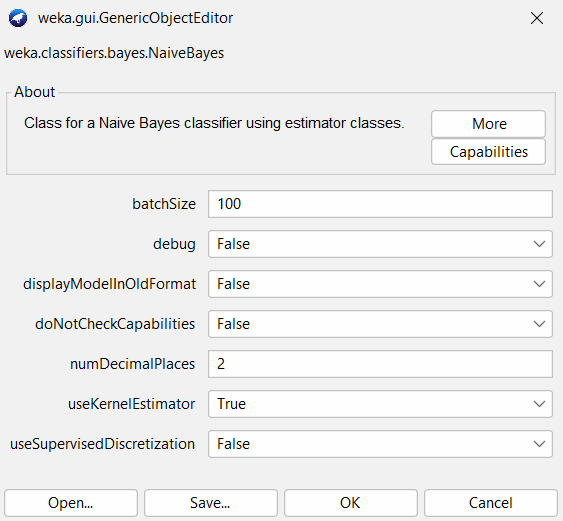 weka.gui.GenericObjectEditor
weka.classifiers.bayes.NaiveBayes
About
Class for a Naive Bayes classifier using estimator classes.
More
Capabilities
batchSize 100
debug False
displayModelInOldFormat False
doNotCheckCapabilities False
numDecimalPlaces 2
useKernelEstimator True
useSupervisedDiscretization False
Open... Save... OK Cancel